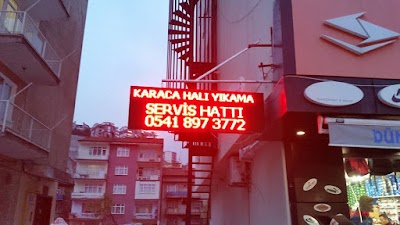 KARACA HALI YIKAMA
SERVİS HATTI
0541 897 3772